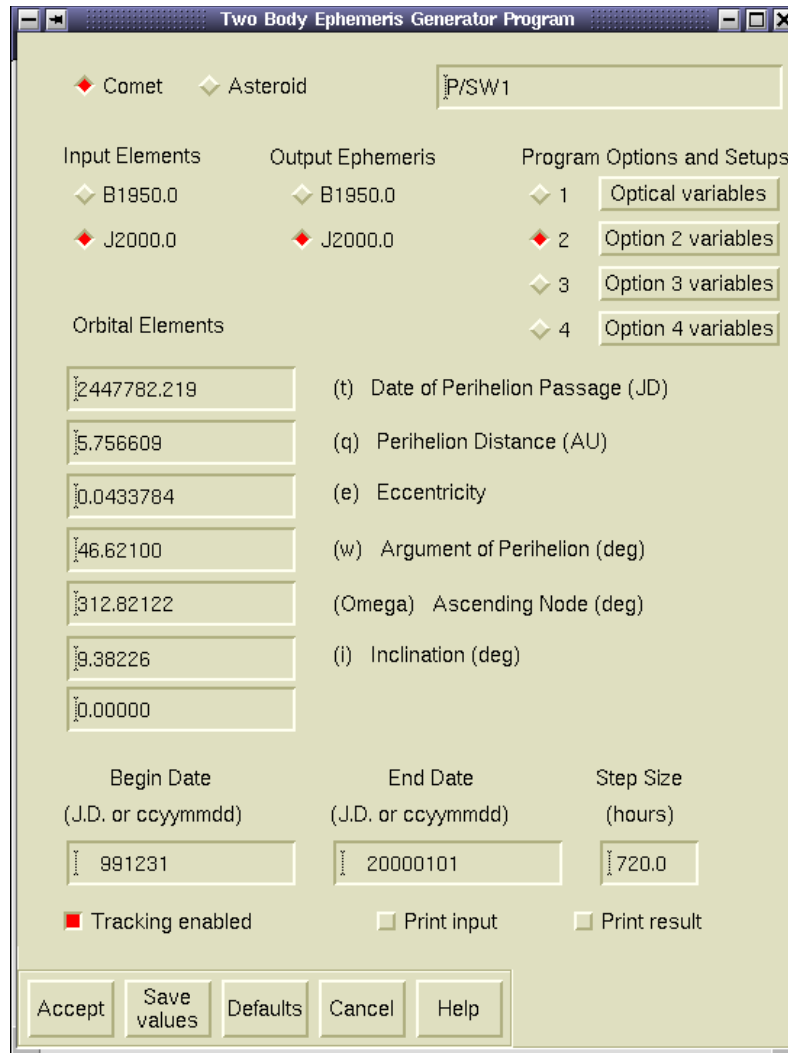 Two Body Ephemeris Generator Program
Comet Asteroid P/SW1
Input Elements Output Ephemeris Program Options and Setups
B1950.0 B1950.0 1 Optical variables
J2000.0 J2000.0 2 Option 2 variables
3 Option 3 variables
Orbital Elements 4 Option 4 variables
2447782.219 (t) Date of Perihelion Passage (JD)
5.756609 (q) Perihelion Distance (AU)
0.0433784 (e) Eccentricity
46.62100 (w) Argument of Perihelion (deg)
312.82122 (Omega) Ascending Node (deg)
9.38226 (i) Inclination (deg)
0.00000
Begin Date End Date Step Size
(J.D. or ccyymmdd) (J.D. or ccyymmdd) (hours)
991231 20000101 720.0
Tracking enabled Print input Print result
Accept Save values Defaults Cancel Help